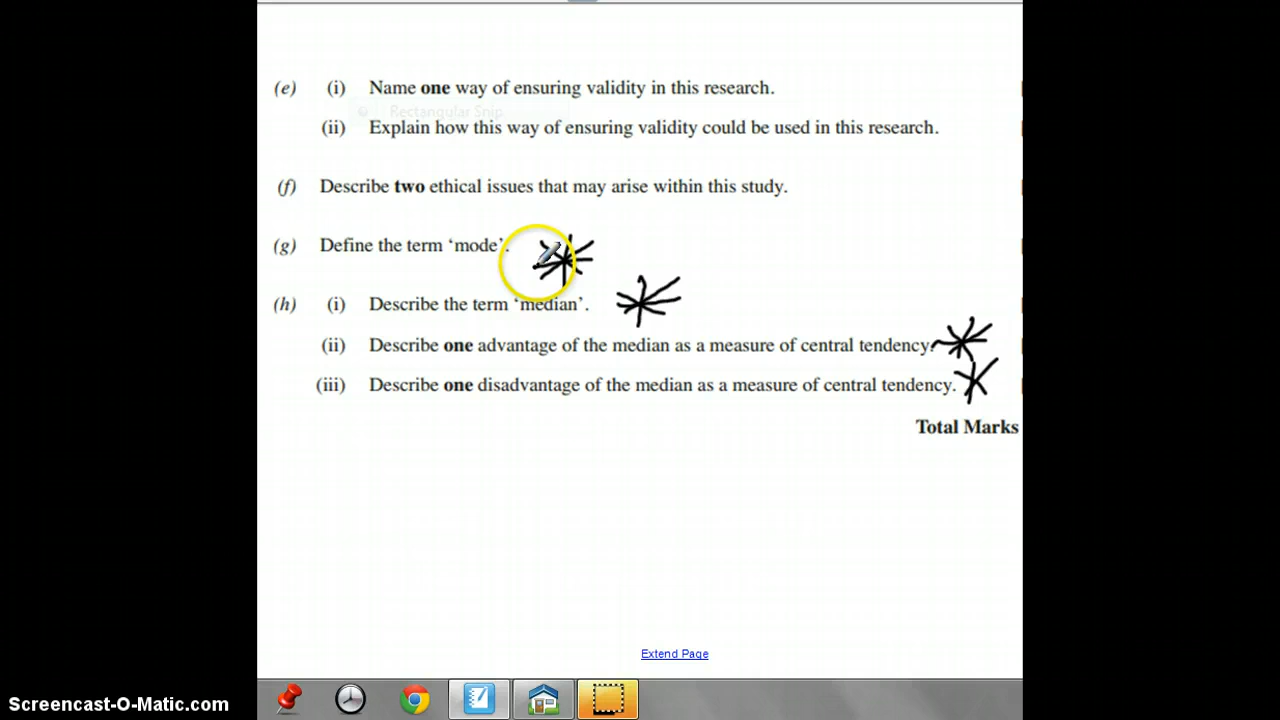 (e) (i) Name one way of ensuring validity in this research.
Rectangular Snip
(ii) Explain how this way of ensuring validity could be used in this research.
(f) Describe two ethical issues that may arise within this study.
(g) Define the term ‘mode’.
(h) (i) Describe the term ‘median’.
(ii) Describe one advantage of the median as a measure of central tendency.
(iii) Describe one disadvantage of the median as a measure of central tendency.
Total Marks
Extend Page
Screencast-O-Matic.com